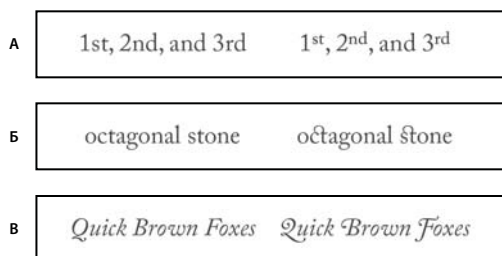 А 1st, 2nd, and 3rd 1st, 2nd, and 3rd
Б octagonal stone octagonal stone
В Quick Brown Foxes Quick Brown Foxes